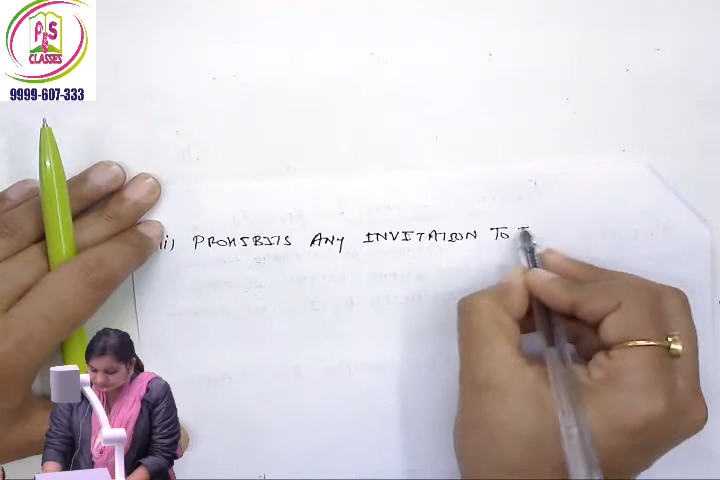 P S
CLASSES
9999-607-333
ii) PROHIBITS ANY INVITATION TO